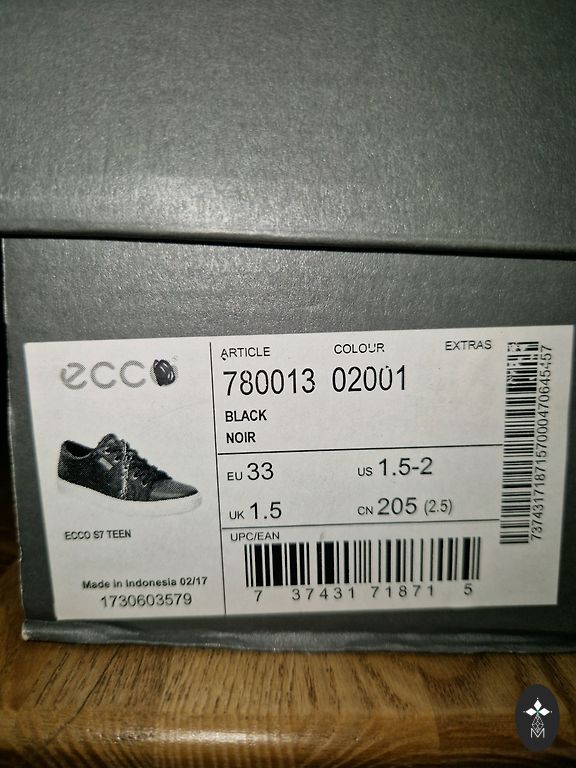 ecco
ARTICLE COLOUR EXTRAS
780013 02001
BLACK
NOIR
EU 33 US 1.5-2
UK 1.5 CN 205 (2.5)
ECCO S7 TEEN
UPC/EAN
Made in Indonesia 02/17
1730603579
7 37431 71871 5
M